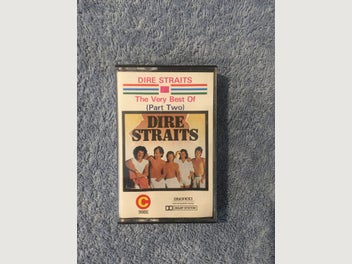 DIRE STRAITS
The Very Best Of
(Part Two)
DIRE
STRAITS
C